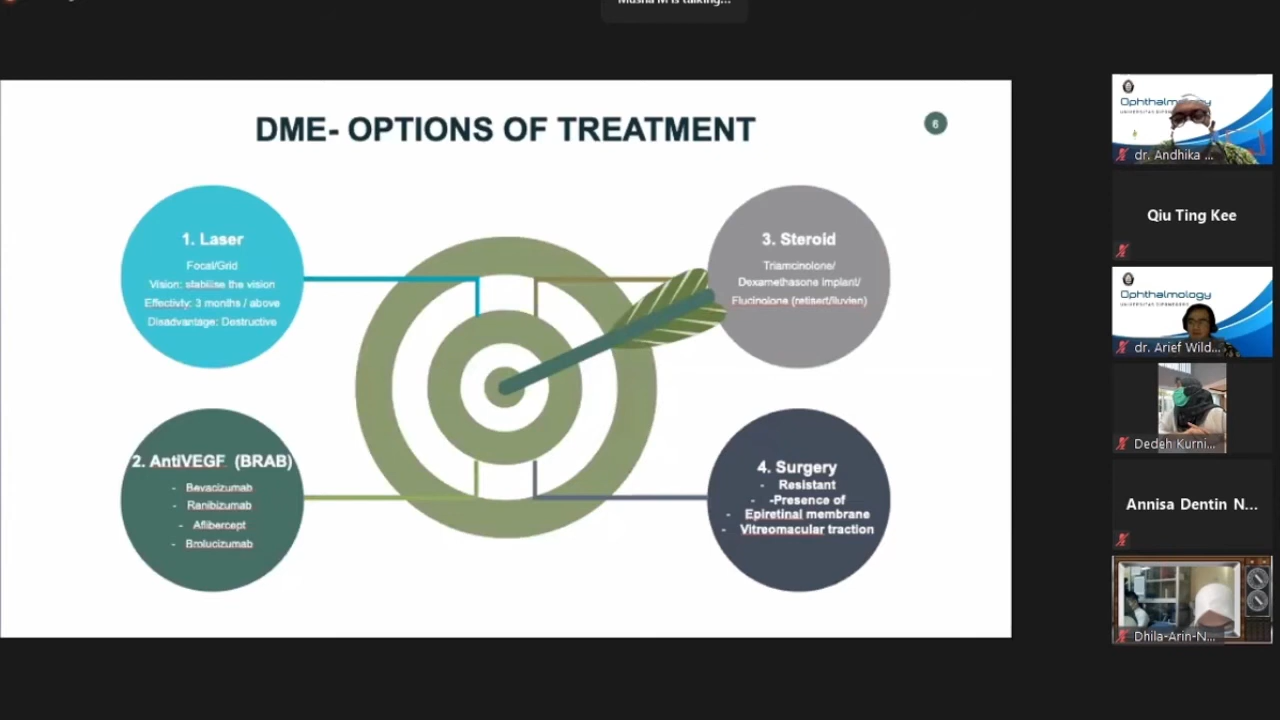 DME- OPTIONS OF TREATMENT
6
1. Laser
Focal/Grid
Vision: stabilise the vision
Effectivty: 3 months / above
Disadvantage: Destructive
2. AntiVEGF (BRAB)
- Bevacizumab
- Ranibizumab
- Aflibercept
- Brolucizumab
3. Steroid
Triamcinolone/
Dexamethasone implant/
Flucinolone (retisert/iluvien)
4. Surgery
- Resistant
- -Presence of
- Epiretinal membrane
- Vitreomacular traction
Ophthalmology
dr. Andhika ...
Qiu Ting Kee
Ophthalmology
dr. Arief Wild...
Dedeh Kurni...
Annisa Dentin N...
Dhila-Arin-N...